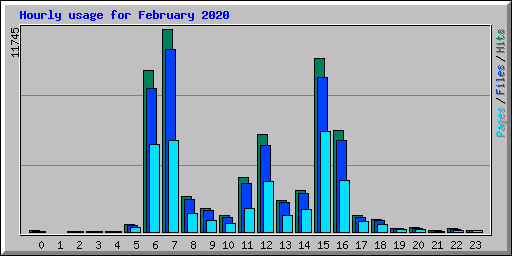 Hourly usage for February 2020
11745
Pages / Files / Hits
0 1 2 3 4 5 6 7 8 9 10 11 12 13 14 15 16 17 18 19 20 21 22 23